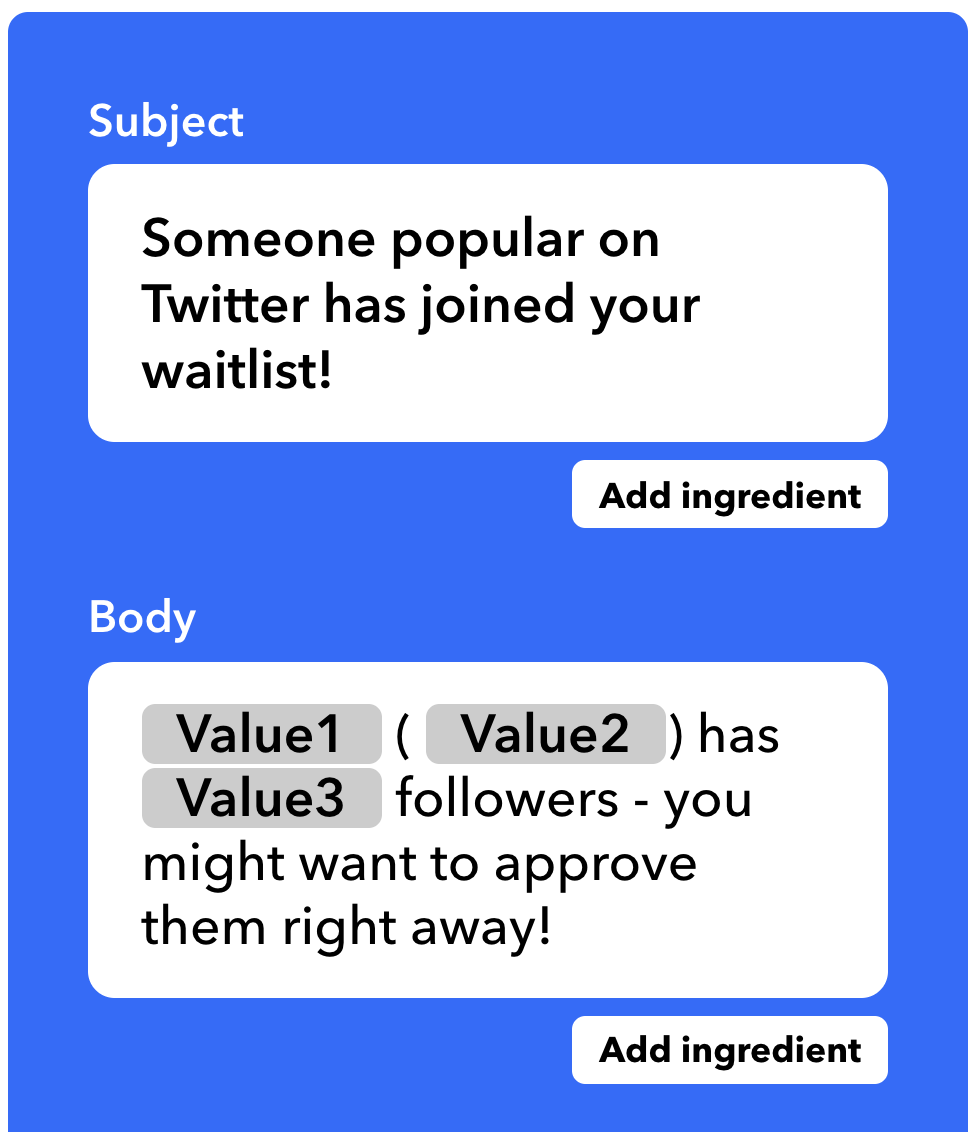 Subject
Someone popular on
Twitter has joined your
waitlist!
Add ingredient
Body
Value1 ( Value2 ) has
Value3 followers - you
might want to approve
them right away!
Add ingredient